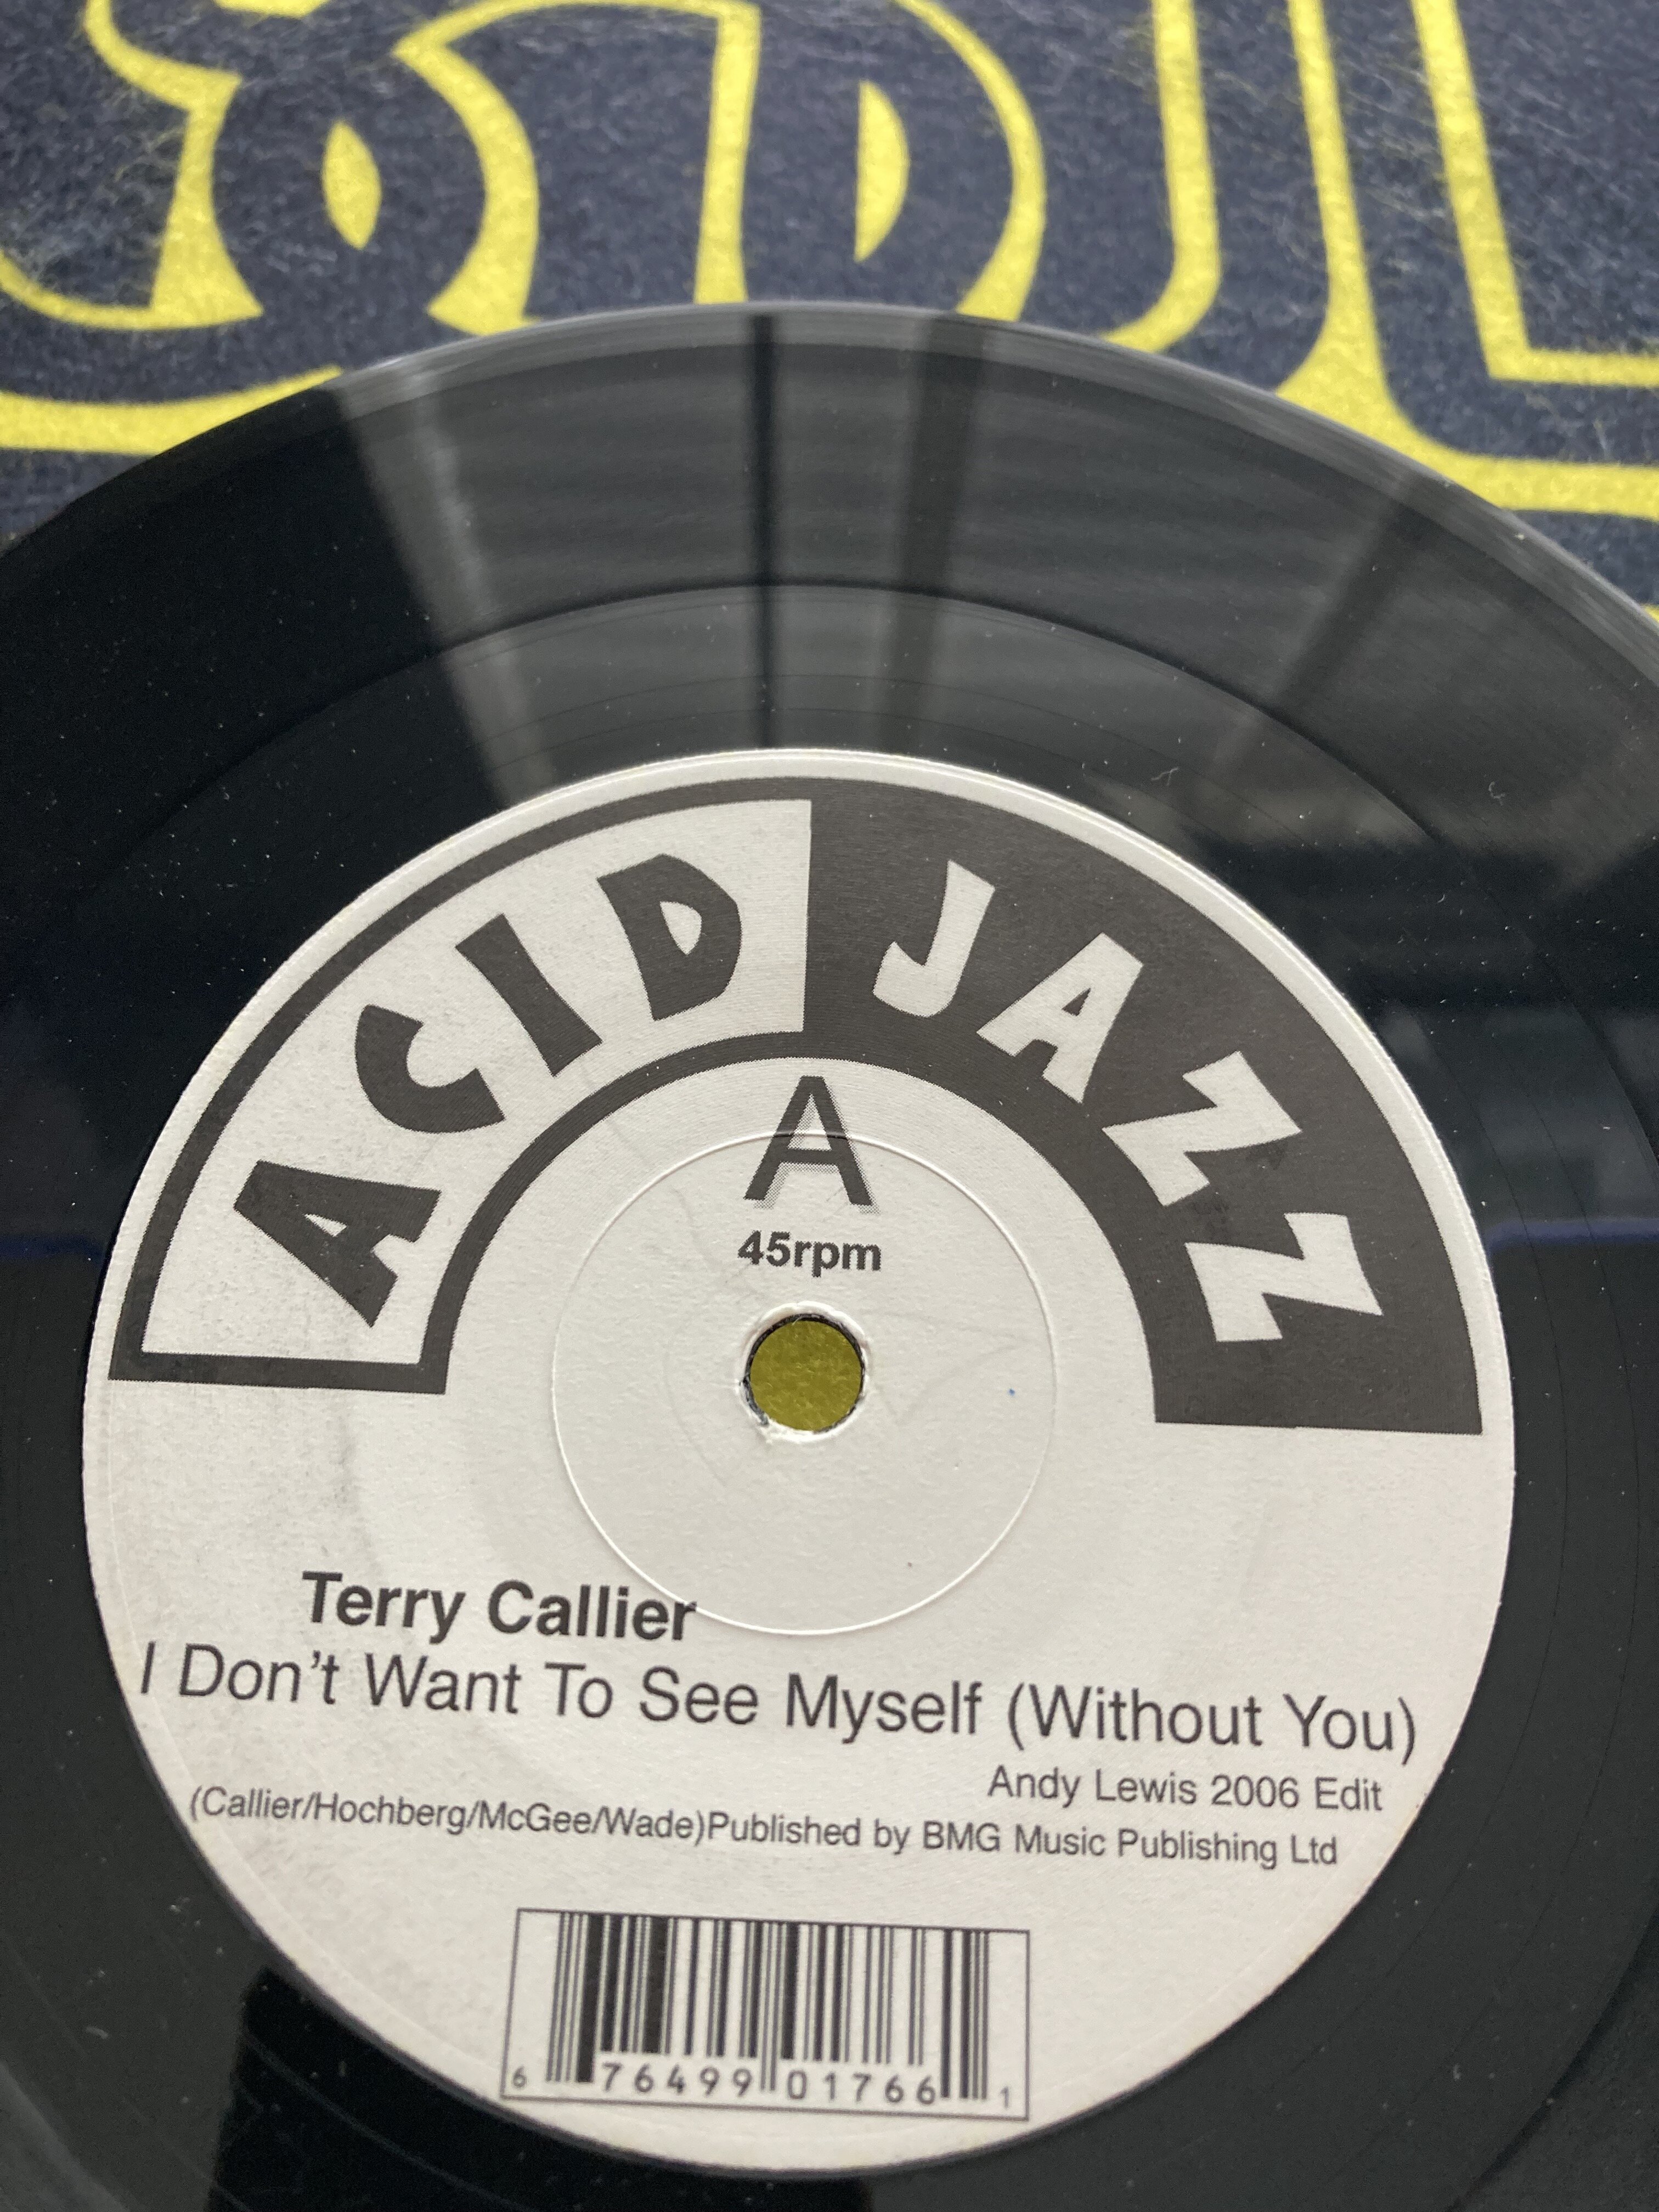 ACID JAZZ
A
45rpm
Terry Callier
I Don't Want To See Myself (Without You)
Andy Lewis 2006 Edit
(Callier/Hochberg/McGee/Wade)Published by BMG Music Publishing Ltd
6 76499 01766 1